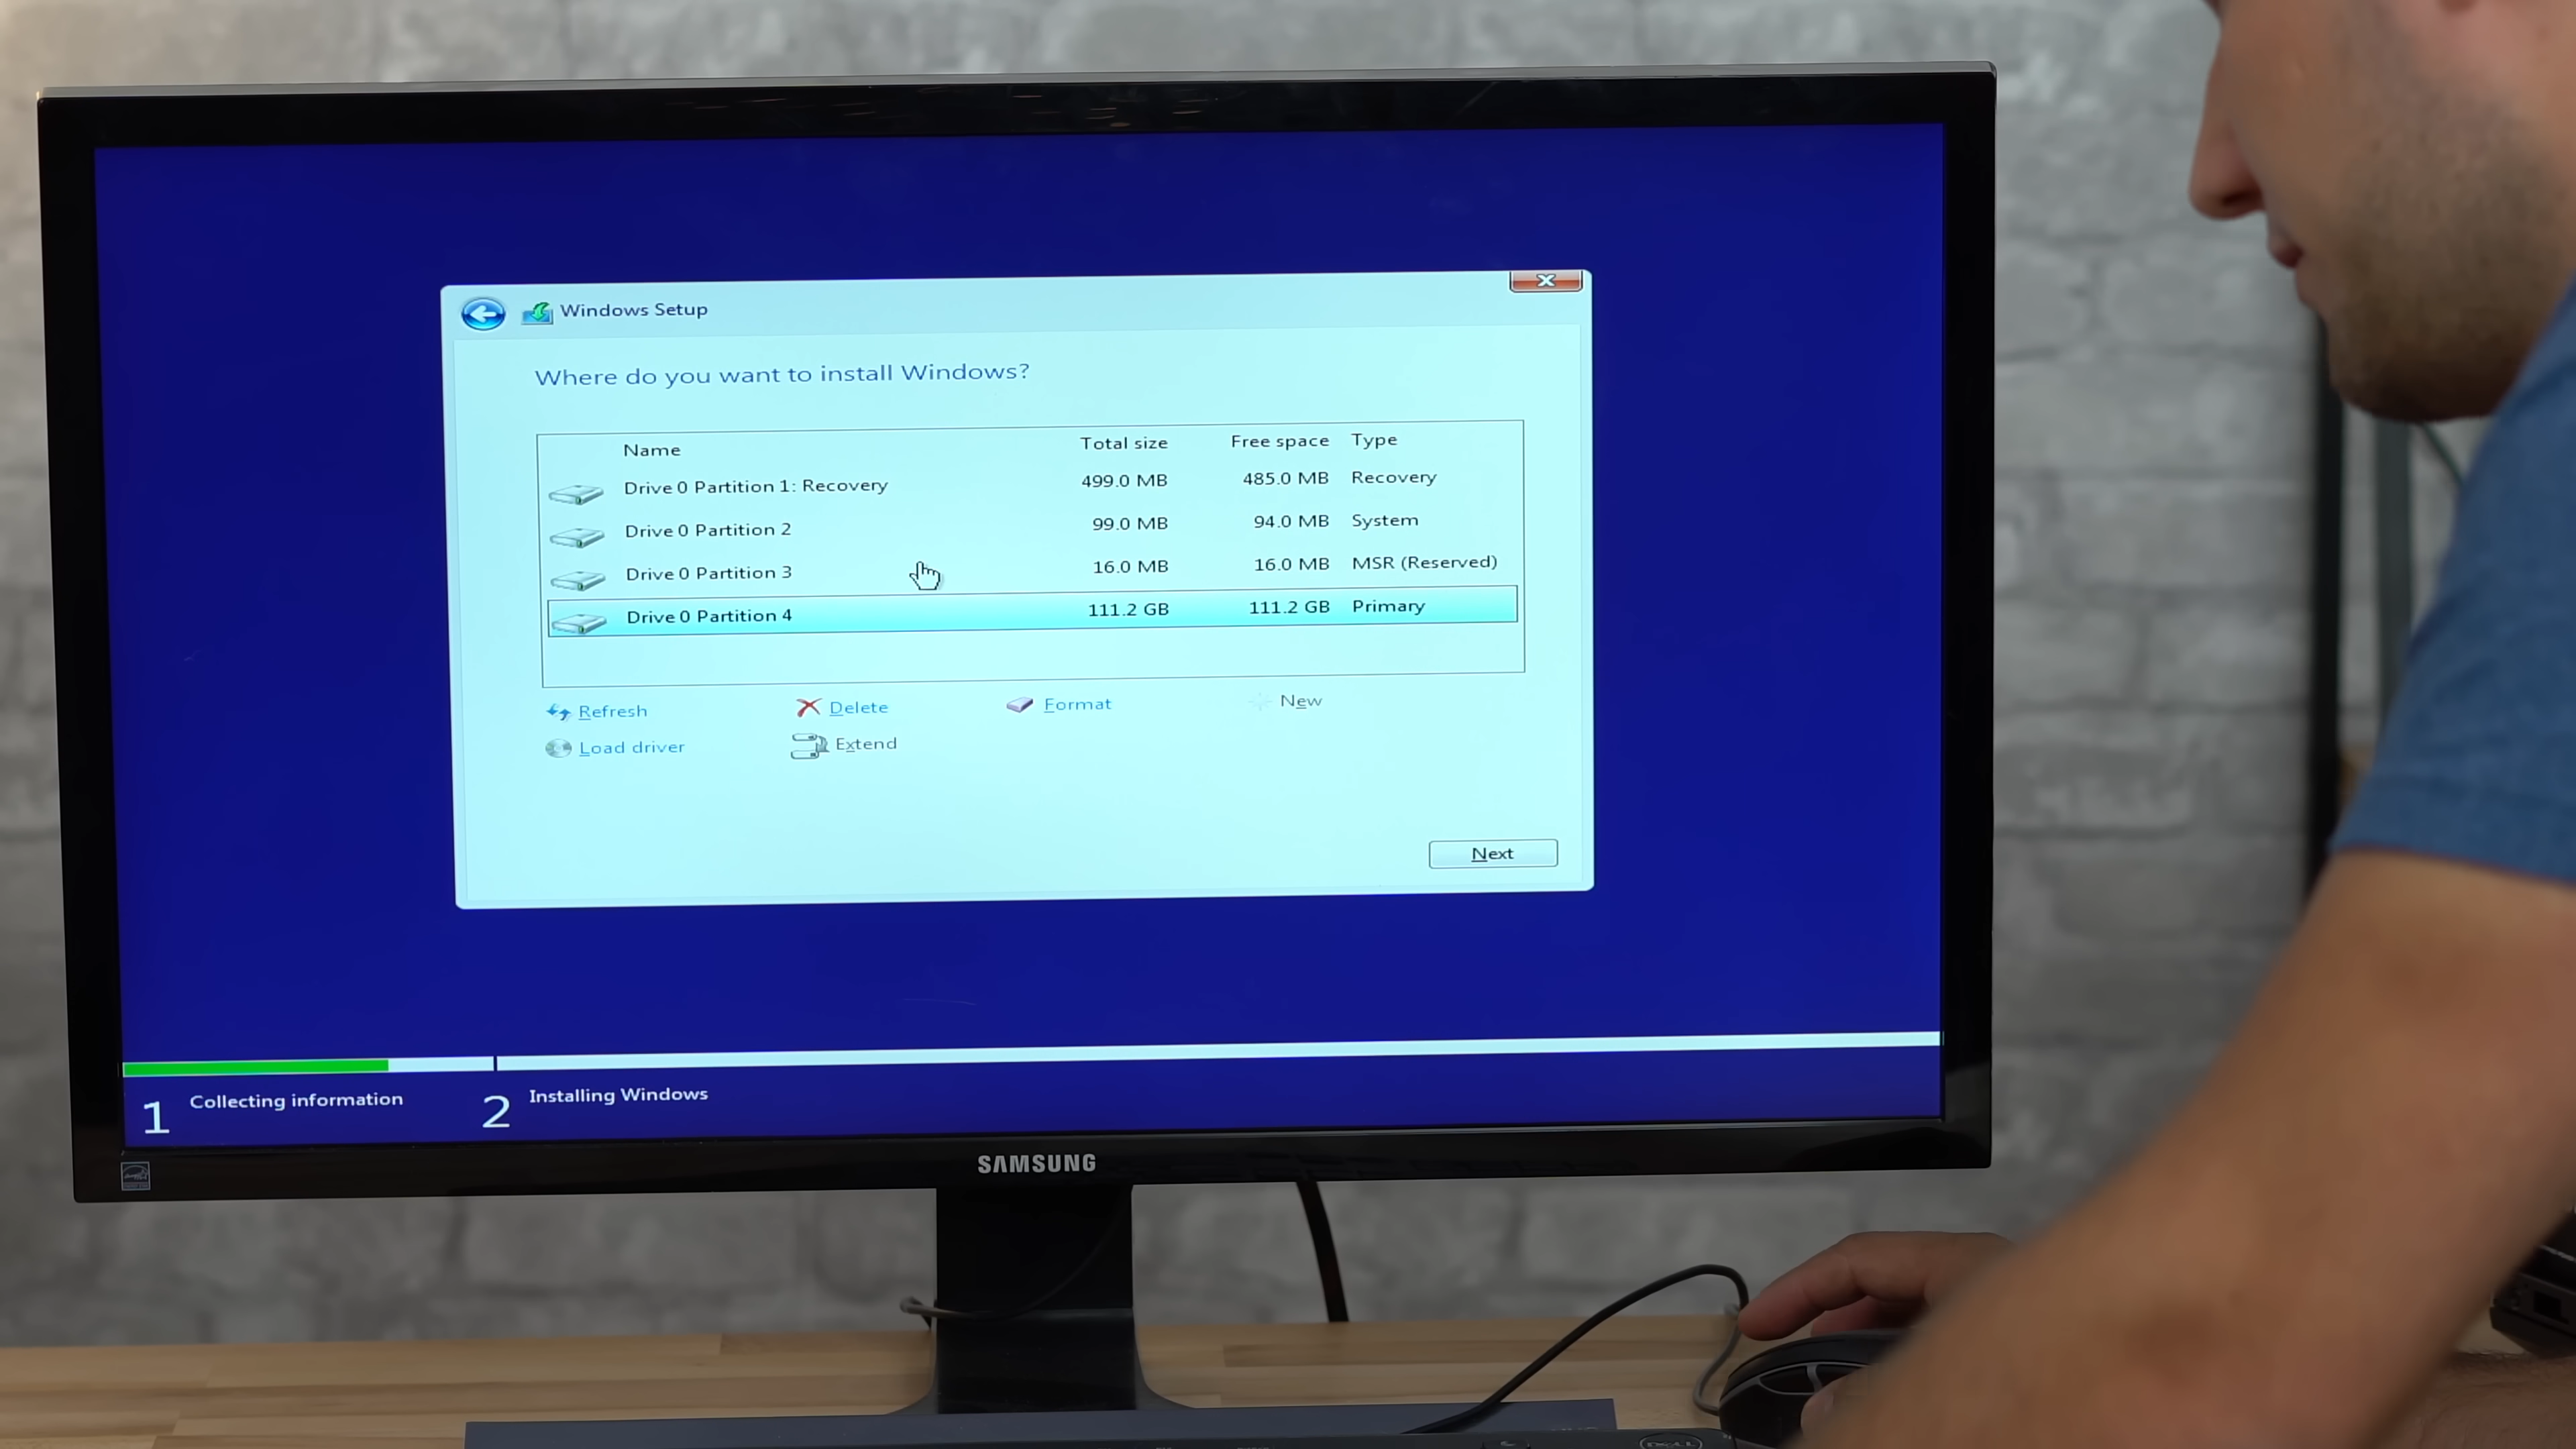 Windows Setup
Where do you want to install Windows?
Name Total size Free space Type
Drive 0 Partition 1: Recovery 499.0 MB 485.0 MB Recovery
Drive 0 Partition 2 99.0 MB 94.0 MB System
Drive 0 Partition 3 16.0 MB 16.0 MB MSR (Reserved)
Drive 0 Partition 4 111.2 GB 111.2 GB Primary
Refresh Delete Format New
Load driver Extend
Next
1 Collecting information 2 Installing Windows
SAMSUNG
DELL